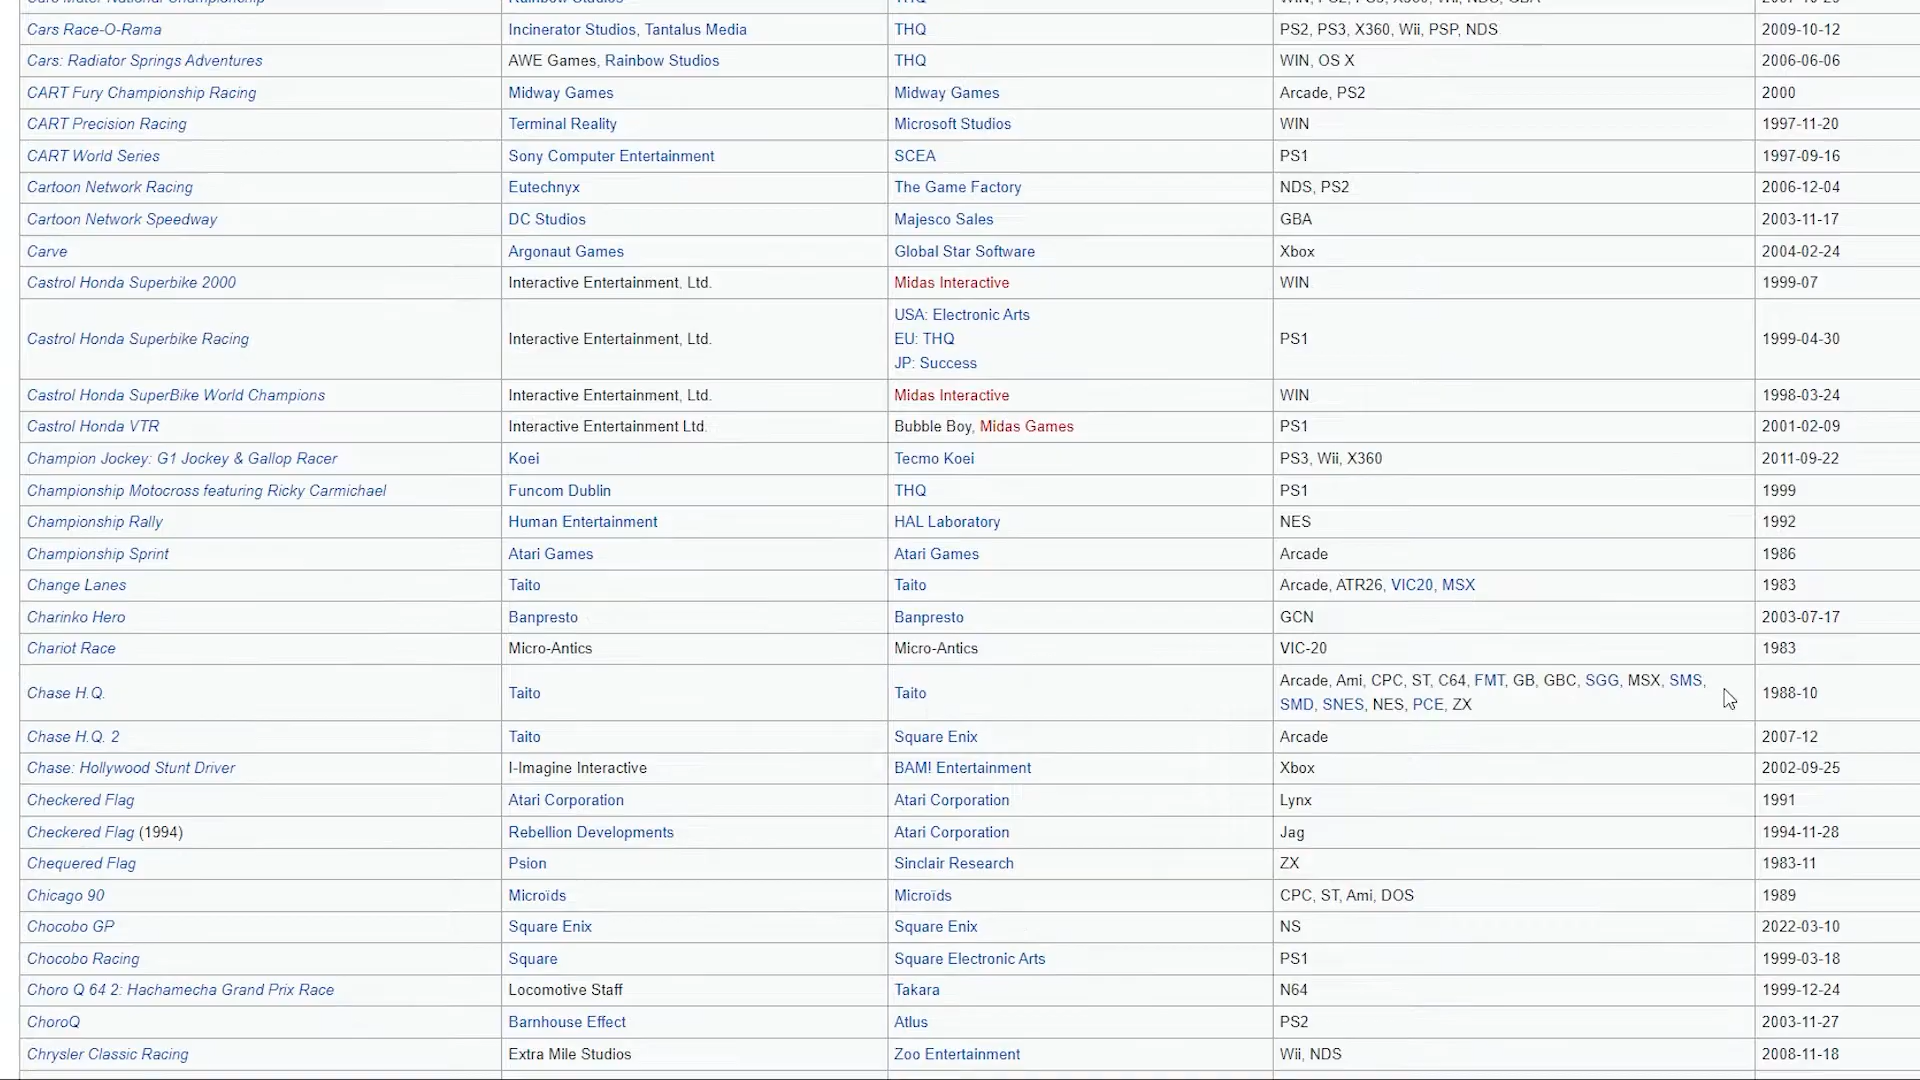 Cars Race-O-Rama Incinerator Studios, Tantalus Media THQ PS2, PS3, X360, Wii, PSP, NDS 2009-10-12
Cars: Radiator Springs Adventures AWE Games, Rainbow Studios THQ WIN, OS X 2006-06-06
CART Fury Championship Racing Midway Games Midway Games Arcade, PS2 2000
CART Precision Racing Terminal Reality Microsoft Studios WIN 1997-11-20
CART World Series Sony Computer Entertainment SCEA PS1 1997-09-16
Cartoon Network Racing Eutechnyx The Game Factory NDS, PS2 2006-12-04
Cartoon Network Speedway DC Studios Majesco Sales GBA 2003-11-17
Carve Argonaut Games Global Star Software Xbox 2004-02-24
Castrol Honda Superbike 2000 Interactive Entertainment, Ltd. Midas Interactive WIN 1999-07
USA: Electronic Arts
Castrol Honda Superbike Racing Interactive Entertainment, Ltd. EU: THQ PS1 1999-04-30
JP: Success
Castrol Honda SuperBike World Champions Interactive Entertainment, Ltd. Midas Interactive WIN 1998-03-24
Castrol Honda VTR Interactive Entertainment Ltd. Bubble Boy, Midas Games PS1 2001-02-09
Champion Jockey: G1 Jockey & Gallop Racer Koei Tecmo Koei PS3, Wii, X360 2011-09-22
Championship Motocross featuring Ricky Carmichael Funcom Dublin THQ PS1 1999
Championship Rally Human Entertainment HAL Laboratory NES 1992
Championship Sprint Atari Games Atari Games Arcade 1986
Change Lanes Taito Taito Arcade, ATR26, VIC20, MSX 1983
Charinko Hero Banpresto Banpresto GCN 2003-07-17
Chariot Race Micro-Antics Micro-Antics VIC-20 1983
Chase H.Q. Taito Taito Arcade, Ami, CPC, ST, C64, FMT, GB, GBC, SGG, MSX, SMS, 1988-10
SMD, SNES, NES, PCE, ZX
Chase H.Q. 2 Taito Square Enix Arcade 2007-12
Chase: Hollywood Stunt Driver I-Imagine Interactive BAM! Entertainment Xbox 2002-09-25
Checkered Flag Atari Corporation Atari Corporation Lynx 1991
Checkered Flag (1994) Rebellion Developments Atari Corporation Jag 1994-11-28
Chequered Flag Psion Sinclair Research ZX 1983-11
Chicago 90 Microïds Microïds CPC, ST, Ami, DOS 1989
Chocobo GP Square Enix Square Enix NS 2022-03-10
Chocobo Racing Square Square Electronic Arts PS1 1999-03-18
Choro Q 64 2: Hachamecha Grand Prix Race Locomotive Staff Takara N64 1999-12-24
ChoroQ Barnhouse Effect Atlus PS2 2003-11-27
Chrysler Classic Racing Extra Mile Studios Zoo Entertainment Wii, NDS 2008-11-18